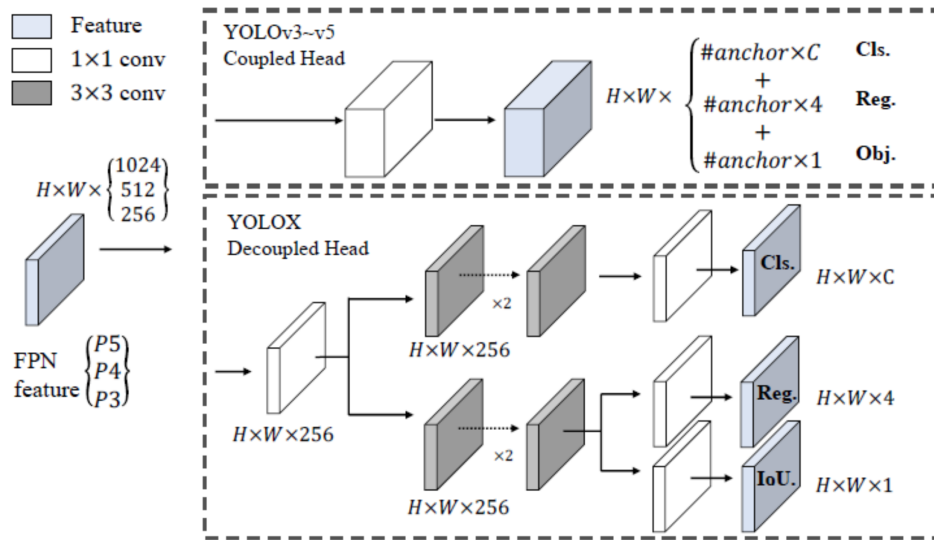 Feature
1×1 conv
3×3 conv
H×W×{1024
512
256}
FPN
feature
{P5
P4
P3}
YOLOv3~v5
Coupled Head
H×W×
{#anchor×C Cls.
+
#anchor×4 Reg.
+
#anchor×1 Obj.
YOLOX
Decoupled Head
H×W×256
×2
H×W×256
Cls.
H×W×C
×2
H×W×256
Reg.
H×W×4
IoU.
H×W×1